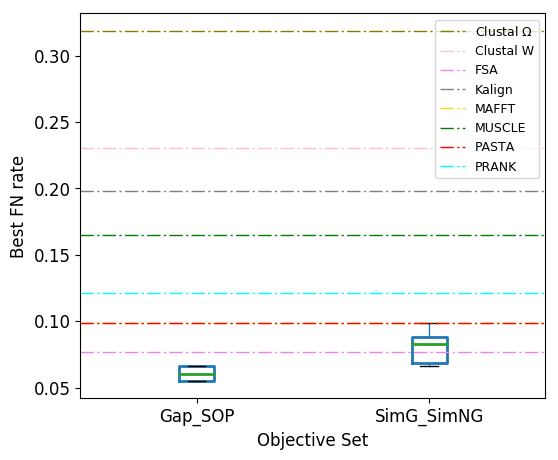 0.30
0.25
0.20
0.15
0.10
0.05
Best FN rate
Clustal Ω
Clustal W
FSA
Kalign
MAFFT
MUSCLE
PASTA
PRANK
Gap_SOP
SimG_SimNG
Objective Set